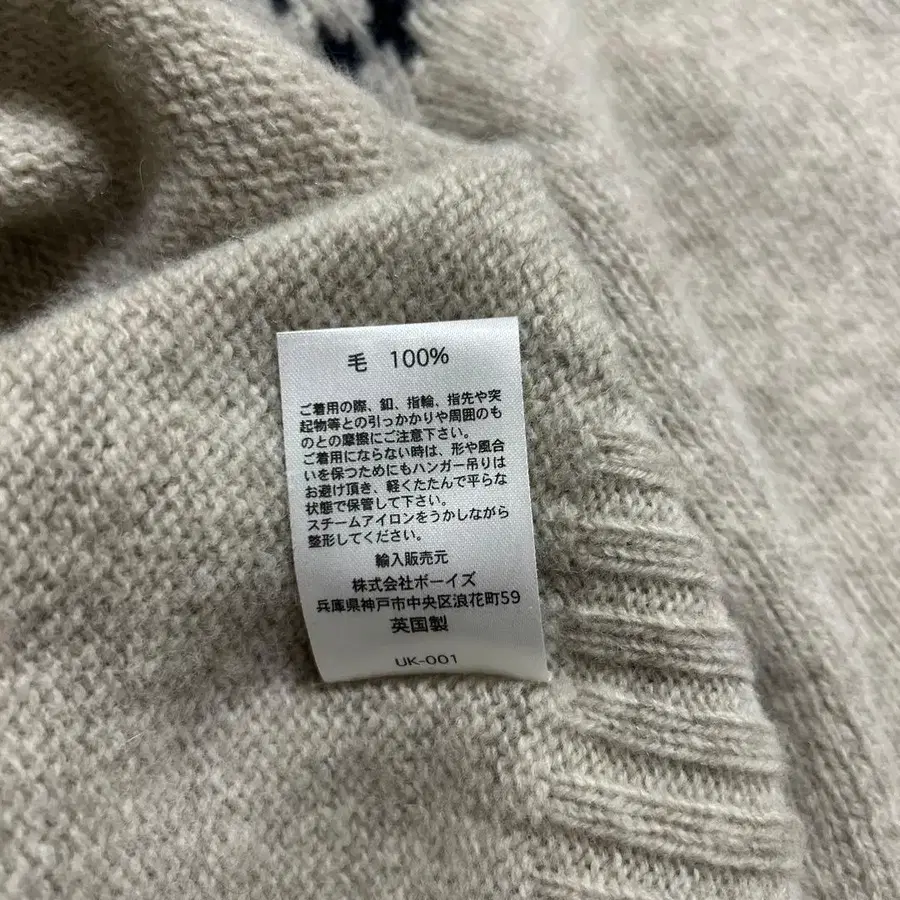 毛 100%
ご着用の際、釦、指輪、指先や突
起物等との引っかかりや周囲のも
のとの摩擦にご注意下さい。
ご着用にならない時は、形や風合
いを保つためにもハンガー吊りは
お避け頂き、軽くたたんで平らな
状態で保管して下さい。
スチームアイロンをうかしながら
整形してください。
輸入販売元
株式会社ボーイズ
兵庫県神戸市中央区浪花町59
英国製
UK-001